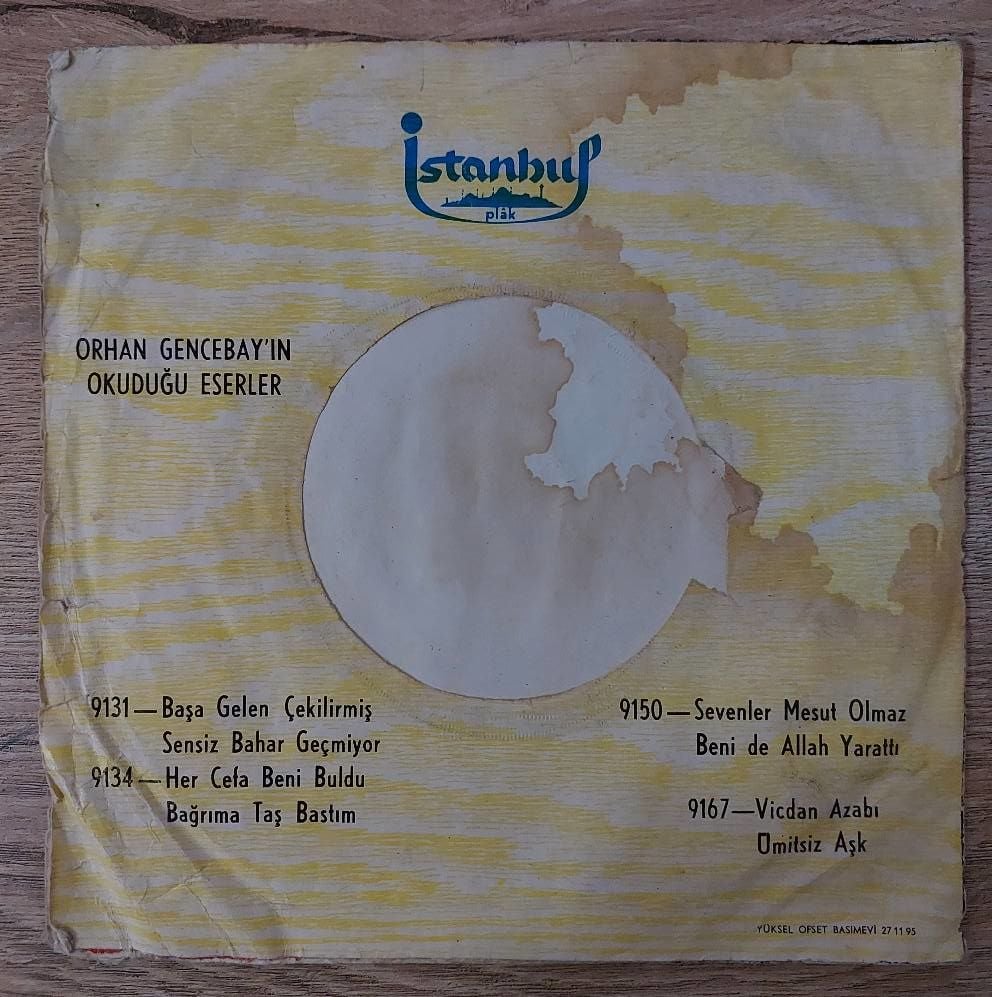 istanbul
plâk
ORHAN GENCEBAY'IN
OKUDUĞU ESERLER
9131 — Başa Gelen Çekilirmiş
Sensiz Bahar Geçmiyor
9134 — Her Cefa Beni Buldu
Bağrıma Taş Bastım
9150 — Sevenler Mesut Olmaz
Beni de Allah Yarattı
9167 — Vicdan Azabı
Ümitsiz Aşk
YÜKSEL OFSET BASIMEVİ 27 11 95